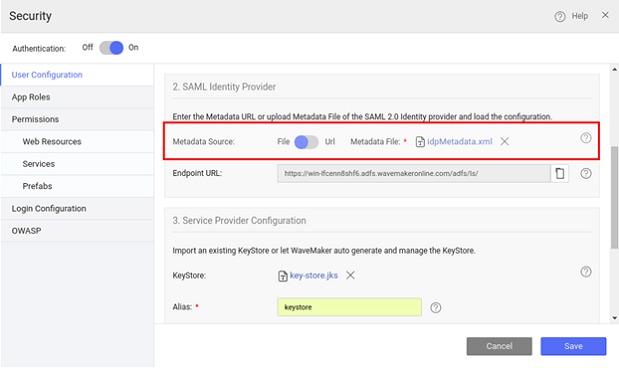 Security
Help
Authentication: Off On
User Configuration
App Roles
Permissions
Web Resources
Services
Prefabs
Login Configuration
OWASP
2. SAML Identity Provider
Enter the Metadata URL or upload Metadata File of the SAML 2.0 Identity provider and load the configuration.
Metadata Source: File Url Metadata File: * idpMetadata.xml
Endpoint URL: https://win-lfcenn8shf6.adfs.wavemakeronline.com/adfs/ls/
3. Service Provider Configuration
Import an existing KeyStore or let WaveMaker auto generate and manage the KeyStore.
KeyStore: key-store.jks
Alias: * keystore
Cancel Save